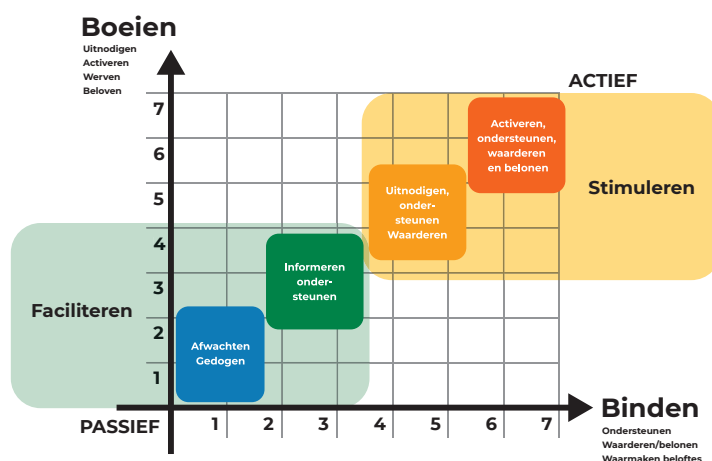 Boeien
Uitnodigen
Activeren
Werven
Beloven
ACTIEF
7
6
5
4
3
2
1
Activeren,
ondersteunen,
waarderen
en belonen
Uitnodigen,
onder-
steunen
Waarderen
Stimuleren
Informeren
onder-
steunen
Faciliteren
Afwachten
Gedogen
PASSIEF
1 2 3 4 5 6 7
Binden
Ondersteunen
Waarderen/belonen
Waarmaken beloftes